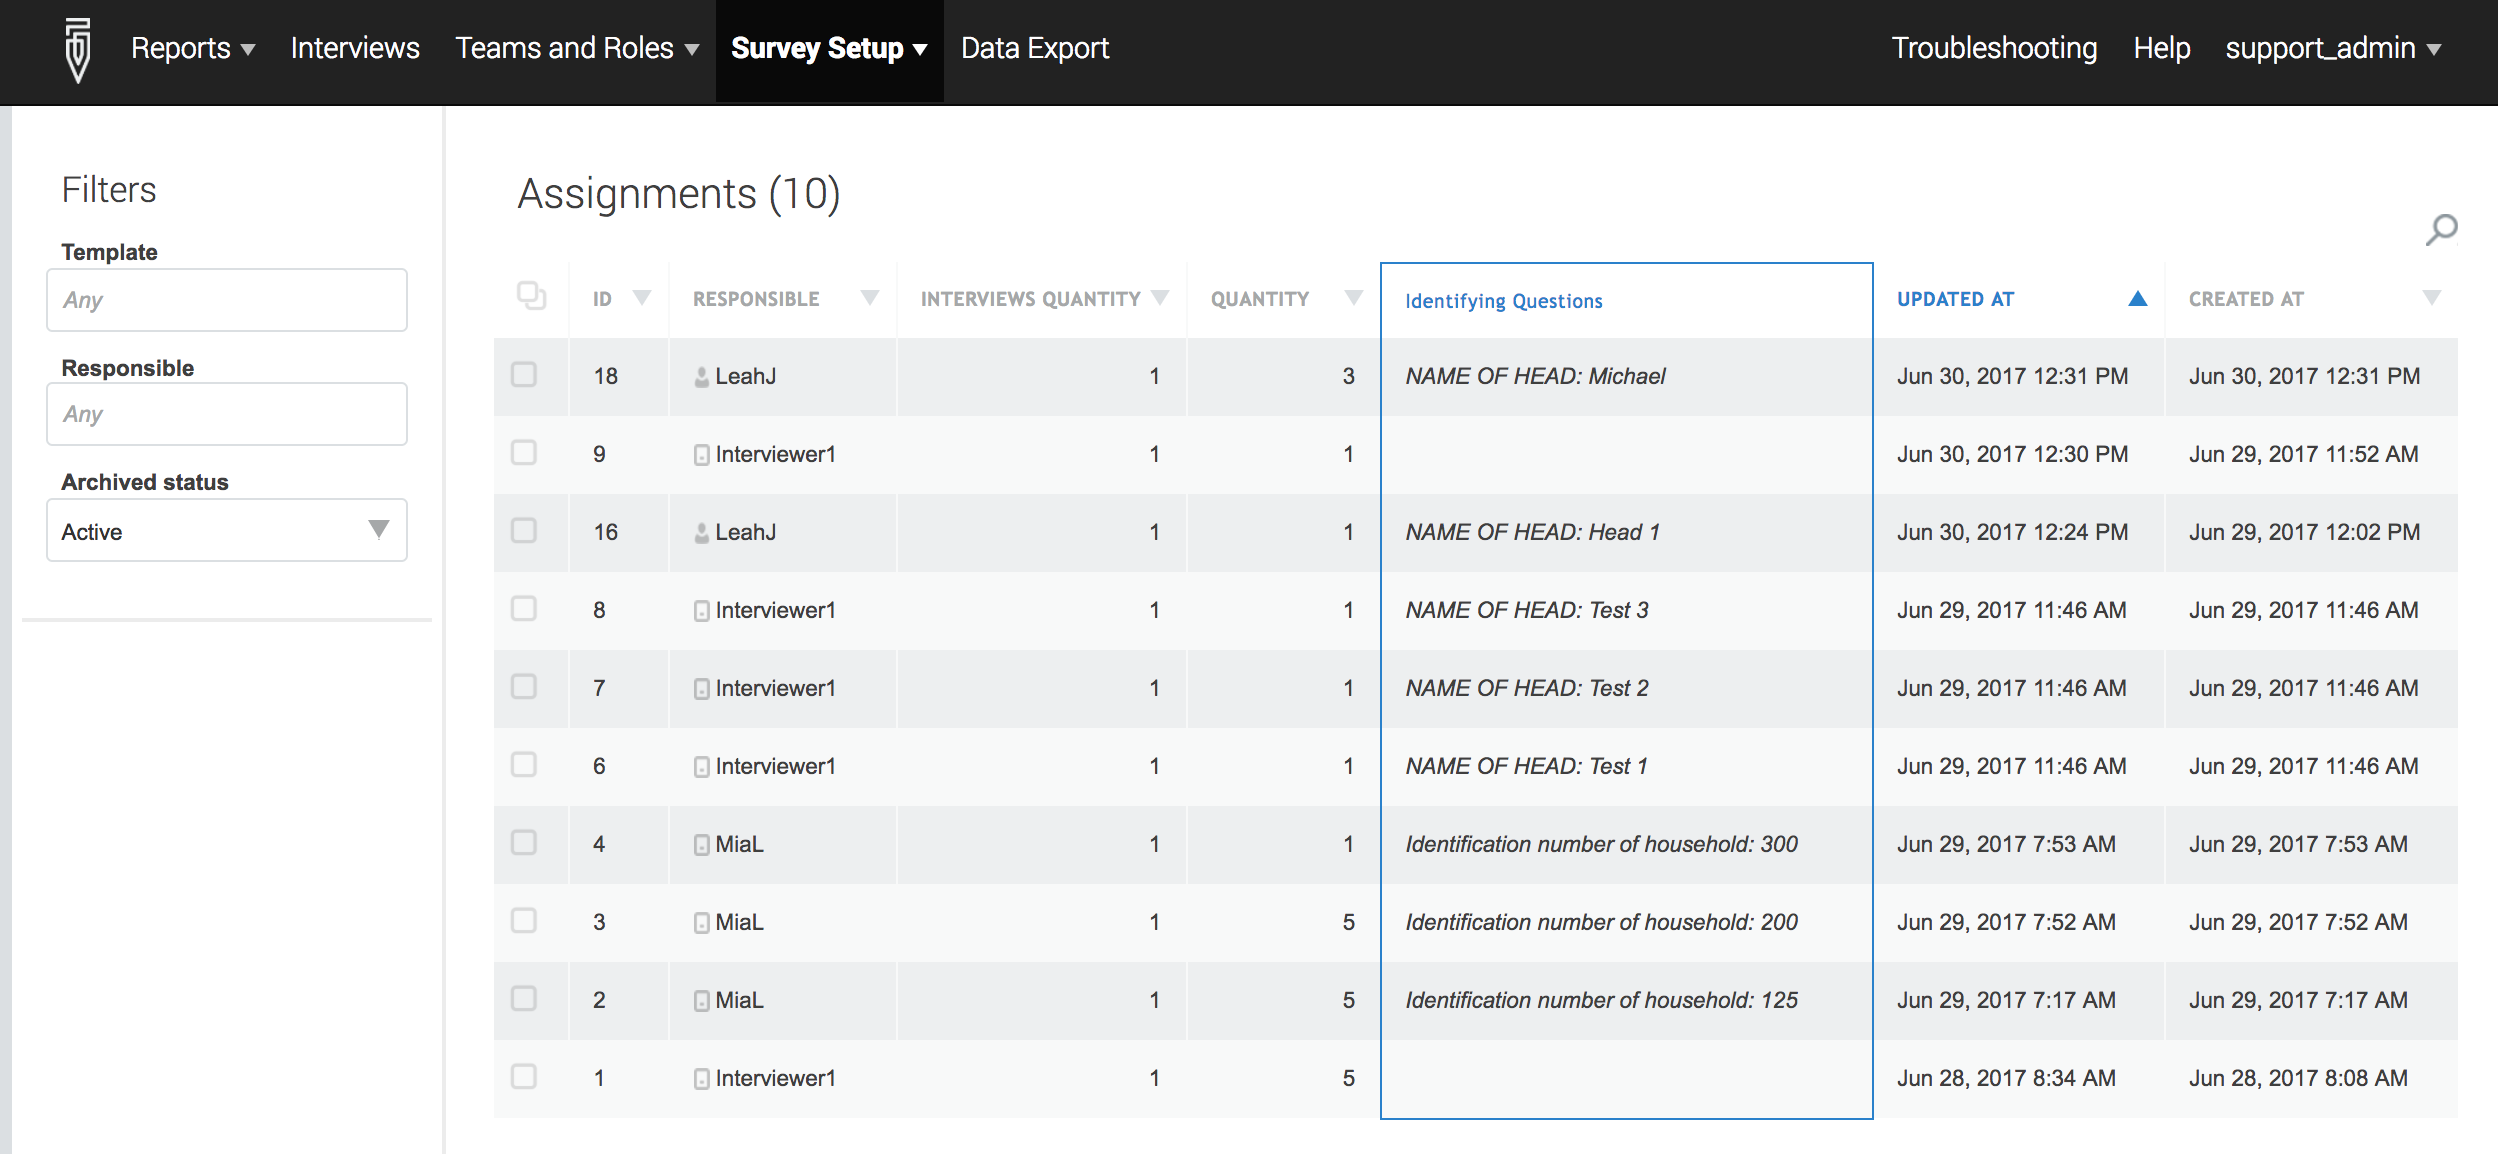 Reports Interviews Teams and Roles Survey Setup Data Export Troubleshooting Help support_admin
Filters
Template
Any
Responsible
Any
Archived status
Active
Assignments (10)
ID RESPONSIBLE INTERVIEWS QUANTITY QUANTITY Identifying Questions UPDATED AT CREATED AT
18 LeahJ 1 3 NAME OF HEAD: Michael Jun 30, 2017 12:31 PM Jun 30, 2017 12:31 PM
9 Interviewer1 1 1 Jun 30, 2017 12:30 PM Jun 29, 2017 11:52 AM
16 LeahJ 1 1 NAME OF HEAD: Head 1 Jun 30, 2017 12:24 PM Jun 29, 2017 12:02 PM
8 Interviewer1 1 1 NAME OF HEAD: Test 3 Jun 29, 2017 11:46 AM Jun 29, 2017 11:46 AM
7 Interviewer1 1 1 NAME OF HEAD: Test 2 Jun 29, 2017 11:46 AM Jun 29, 2017 11:46 AM
6 Interviewer1 1 1 NAME OF HEAD: Test 1 Jun 29, 2017 11:46 AM Jun 29, 2017 11:46 AM
4 MiaL 1 1 Identification number of household: 300 Jun 29, 2017 7:53 AM Jun 29, 2017 7:53 AM
3 MiaL 1 5 Identification number of household: 200 Jun 29, 2017 7:52 AM Jun 29, 2017 7:52 AM
2 MiaL 1 5 Identification number of household: 125 Jun 29, 2017 7:17 AM Jun 29, 2017 7:17 AM
1 Interviewer1 1 5 Jun 28, 2017 8:34 AM Jun 28, 2017 8:08 AM